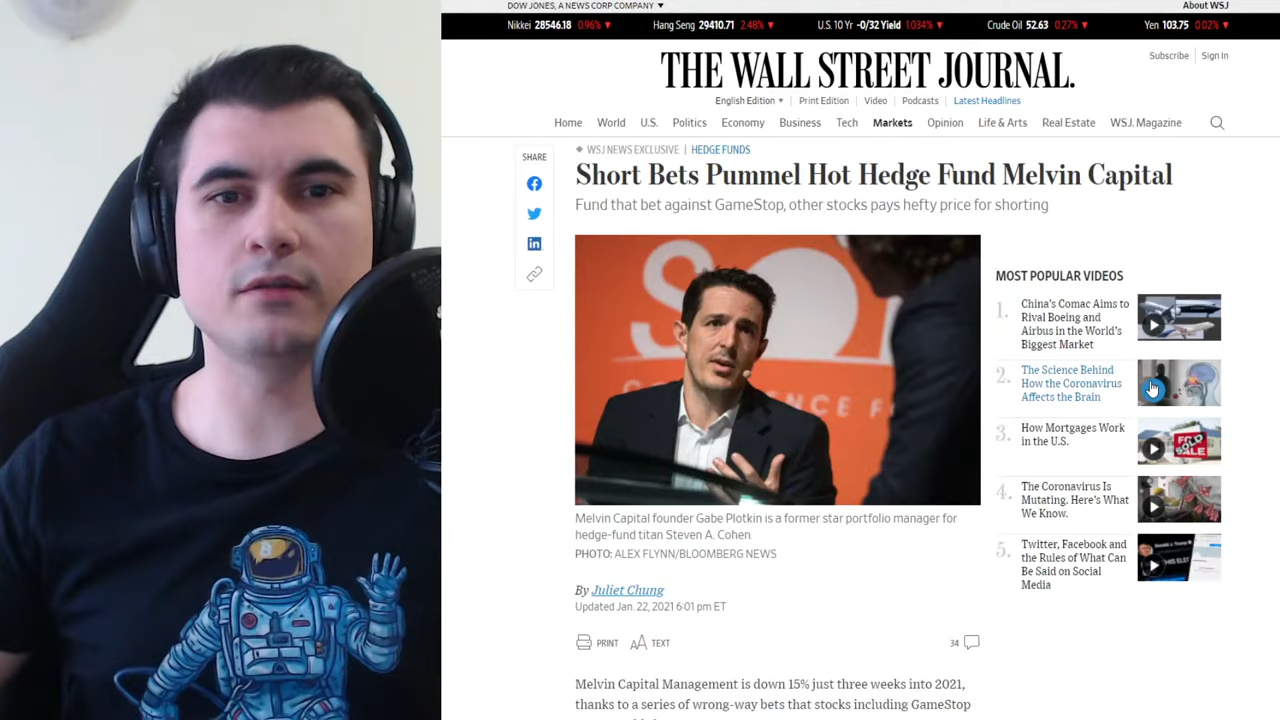 DOW JONES, A NEWS CORP COMPANY ▼
About WSJ
Nikkei 28546.18 0.96% ▼
Hang Seng 29410.71 2.48% ▼
U.S. 10 Yr -0/32 Yield 1.034% ▼
Crude Oil 52.63 0.27% ▼
Yen 103.75 0.02% ▼
THE WALL STREET JOURNAL.
Subscribe | Sign In
English Edition ▼ | Print Edition | Video | Podcasts | Latest Headlines
Home World U.S. Politics Economy Business Tech Markets Opinion Life & Arts Real Estate WSJ. Magazine
SHARE
WSJ NEWS EXCLUSIVE | HEDGE FUNDS
Short Bets Pummel Hot Hedge Fund Melvin Capital
Fund that bet against GameStop, other stocks pays hefty price for shorting
SO
CONFERENCE F
Melvin Capital founder Gabe Plotkin is a former star portfolio manager for
hedge-fund titan Steven A. Cohen.
PHOTO: ALEX FLYNN/BLOOMBERG NEWS
By Juliet Chung
Updated Jan. 22, 2021 6:01 pm ET
PRINT
AA TEXT
34
Melvin Capital Management is down 15% just three weeks into 2021,
thanks to a series of wrong-way bets that stocks including GameStop
MOST POPULAR VIDEOS
1. China's Comac Aims to
Rival Boeing and
Airbus in the World's
Biggest Market
2. The Science Behind
How the Coronavirus
Affects the Brain
3. How Mortgages Work
in the U.S.
4. The Coronavirus Is
Mutating. Here's What
We Know.
5. Twitter, Facebook and
the Rules of What Can
Be Said on Social
Media